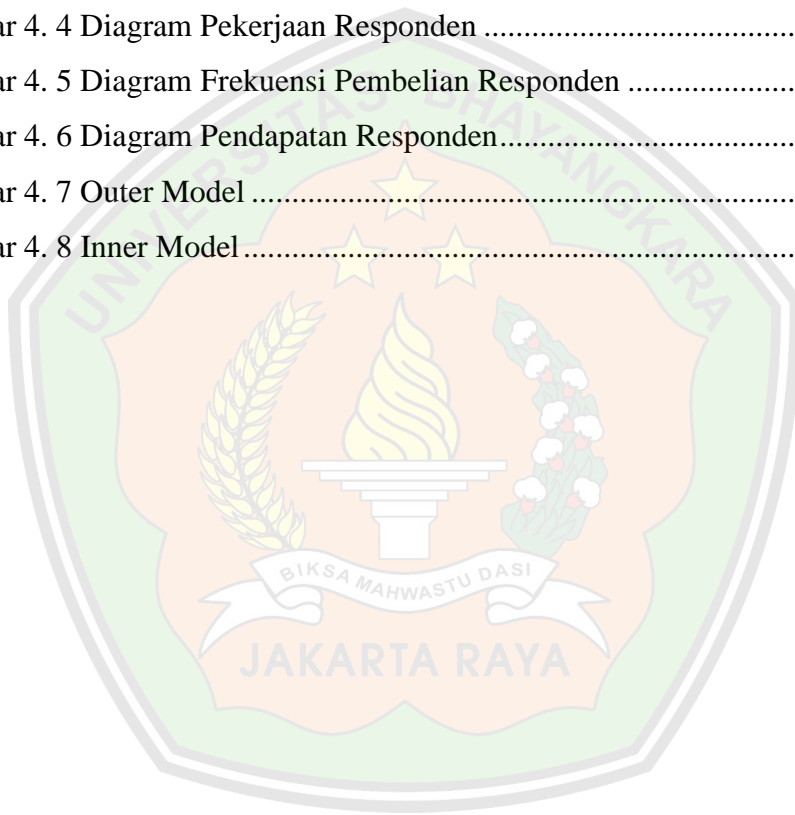 ar 4. 4 Diagram Pekerjaan Responden ........................................
ar 4. 5 Diagram Frekuensi Pembelian Responden .....................
ar 4. 6 Diagram Pendapatan Responden.....................................
ar 4. 7 Outer Model ....................................................................
ar 4. 8 Inner Model.....................................................................
UNIVERSITAS BHAYANGKARA
BIKSA MAHWASTU DASI
JAKARTA RAYA